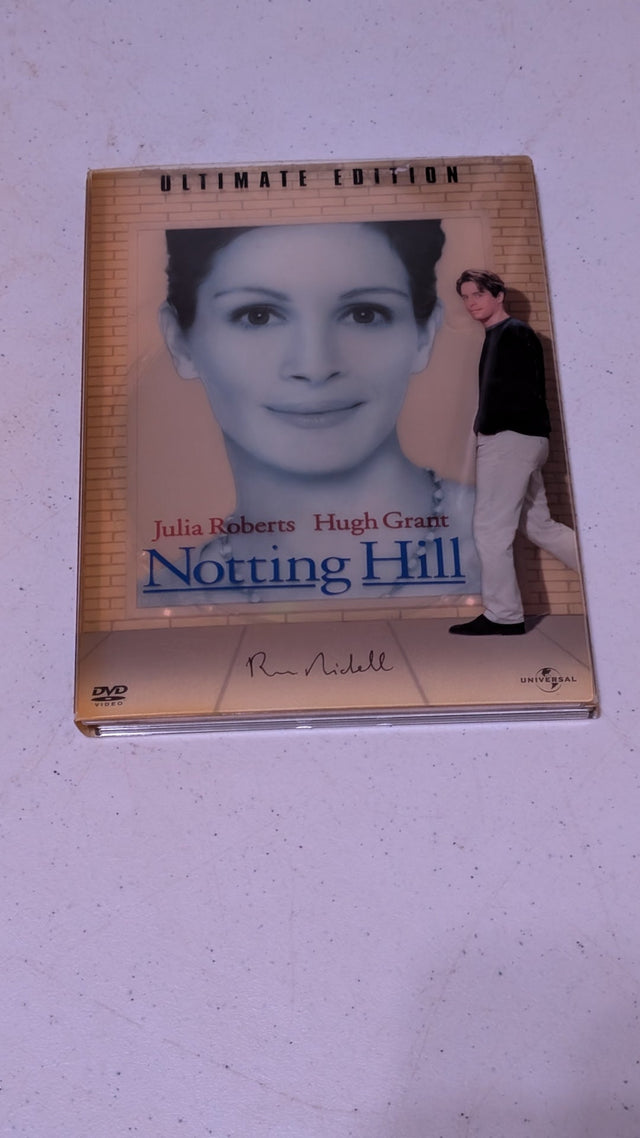 ULTIMATE EDITION
Julia Roberts Hugh Grant
Notting Hill
DVD
VIDEO
UNIVERSAL